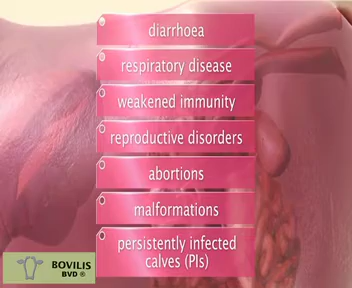 diarrhoea
respiratory disease
weakened immunity
reproductive disorders
abortions
malformations
persistently infected
calves (PIs)
BOVILIS
BVD ®